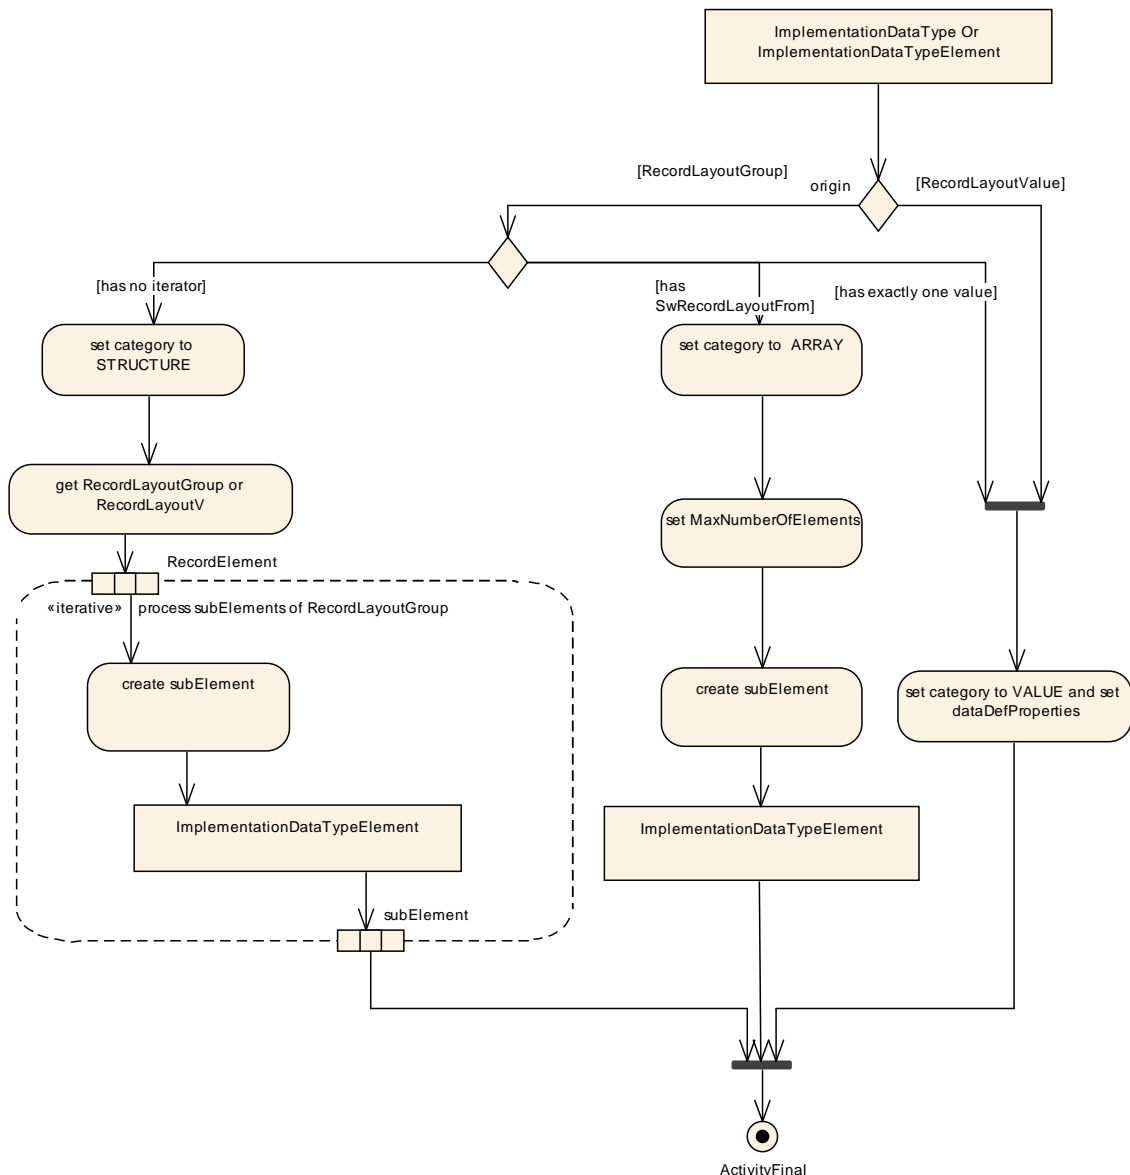 ImplementationDataType Or
ImplementationDataTypeElement
[RecordLayoutGroup]
origin
[RecordLayoutValue]
[has no iterator]
[has
SwRecordLayoutFrom]
[has exactly one value]
set category to
STRUCTURE
set category to  ARRAY
get RecordLayoutGroup or
RecordLayoutV
set MaxNumberOfElements
RecordElement
«iterative»
process subElements of RecordLayoutGroup
create subElement
create subElement
set category to VALUE and set
dataDefProperties
ImplementationDataTypeElement
ImplementationDataTypeElement
subElement
ActivityFinal